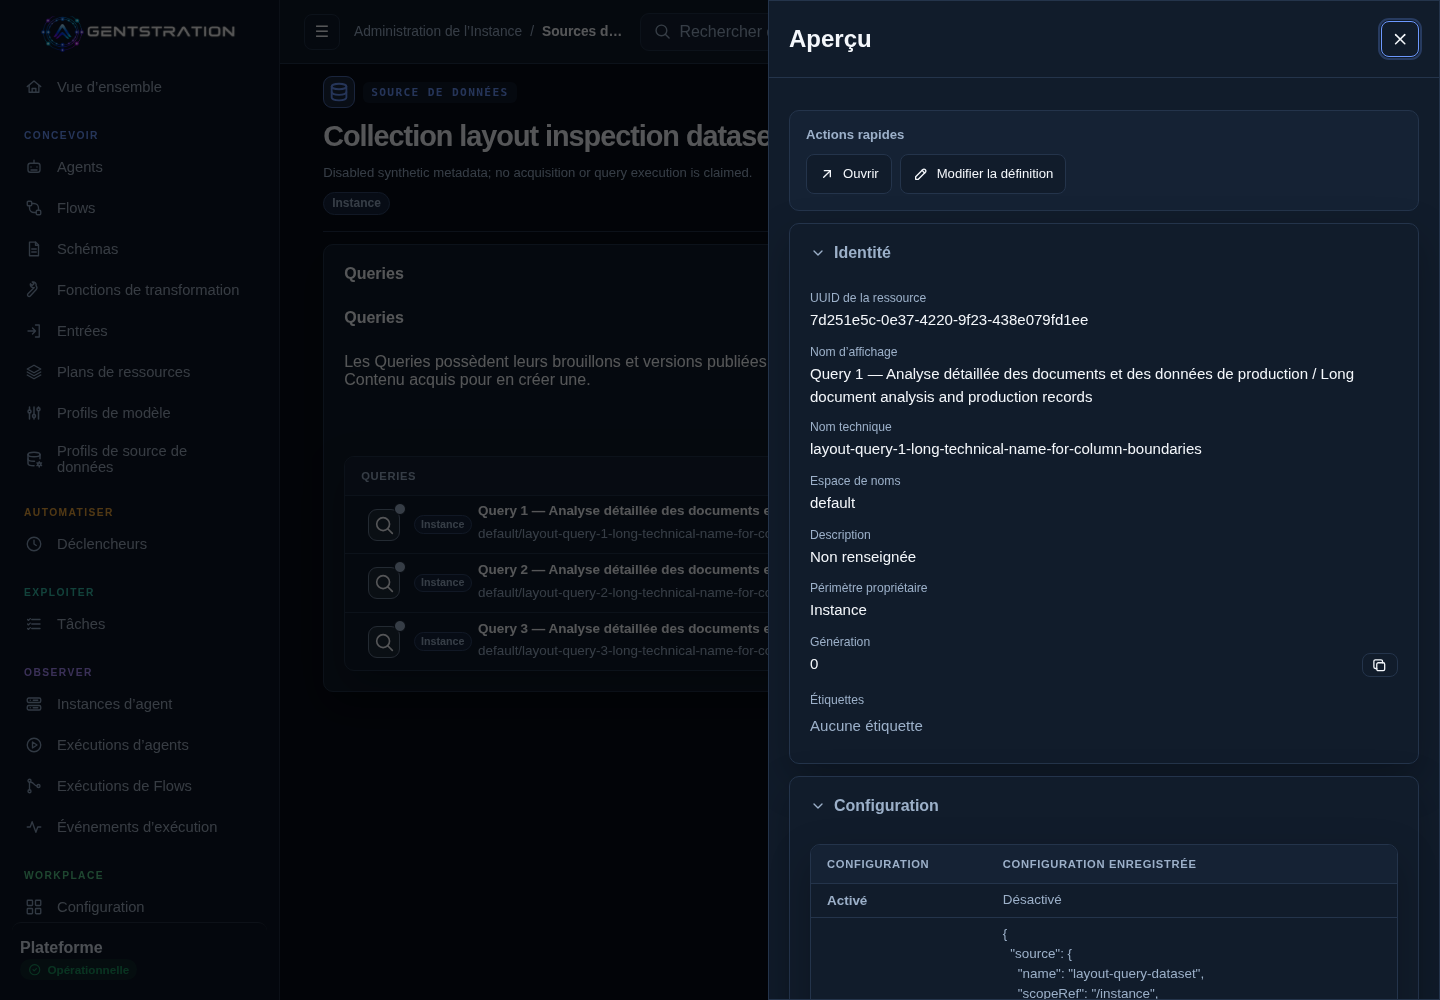 GENTSTRATION
Vue d’ensemble
CONCEVOIR
Agents
Flows
Schémas
Fonctions de transformation
Entrées
Plans de ressources
Profils de modèle
Profils de source de
données
AUTOMATISER
Déclencheurs
EXPLOITER
Tâches
OBSERVER
Instances d’agent
Exécutions d’agents
Exécutions de Flows
Événements d’exécution
WORKPLACE
Configuration
Plateforme
Opérationnelle
Administration de l’Instance / Sources d…
Rechercher
SOURCE DE DONNÉES
Collection layout inspection datase
Disabled synthetic metadata; no acquisition or query execution is claimed.
Instance
Queries
Queries
Les Queries possèdent leurs brouillons et versions publiées
Contenu acquis pour en créer une.
QUERIES
Instance
Query 1 — Analyse détaillée des documents e
default/layout-query-1-long-technical-name-for-co
Instance
Query 2 — Analyse détaillée des documents e
default/layout-query-2-long-technical-name-for-co
Instance
Query 3 — Analyse détaillée des documents e
default/layout-query-3-long-technical-name-for-co
Aperçu
Actions rapides
Ouvrir
Modifier la définition
Identité
UUID de la ressource
7d251e5c-0e37-4220-9f23-438e079fd1ee
Nom d’affichage
Query 1 — Analyse détaillée des documents et des données de production / Long
document analysis and production records
Nom technique
layout-query-1-long-technical-name-for-column-boundaries
Espace de noms
default
Description
Non renseignée
Périmètre propriétaire
Instance
Génération
0
Étiquettes
Aucune étiquette
Configuration
CONFIGURATION CONFIGURATION ENREGISTRÉE
Activé Désactivé
{
"source": {
"name": "layout-query-dataset",
"scopeRef": "/instance",